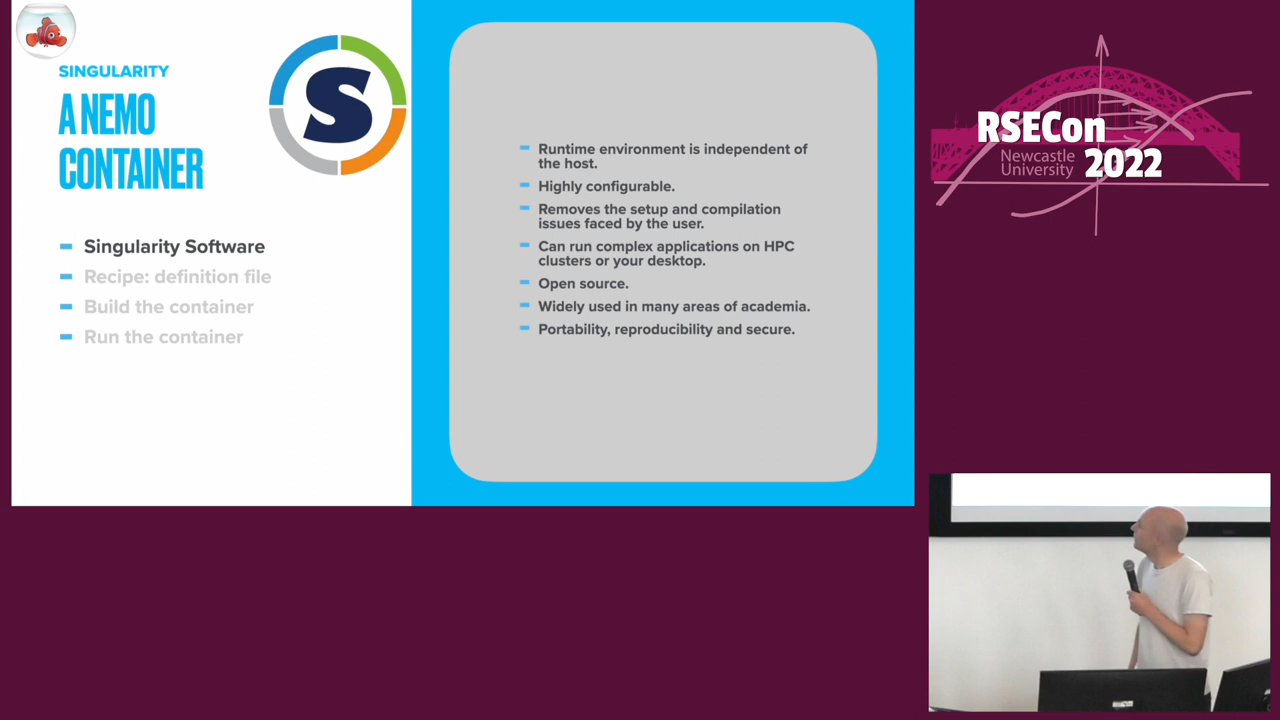 SINGULARITY
A NEMO
CONTAINER
S
Singularity Software
Recipe: definition file
Build the container
Run the container
Runtime environment is independent of
the host.
Highly configurable.
Removes the setup and compilation
issues faced by the user.
Can run complex applications on HPC
clusters or your desktop.
Open source.
Widely used in many areas of academia.
Portability, reproducibility and secure.
RSECon
Newcastle
University
2022